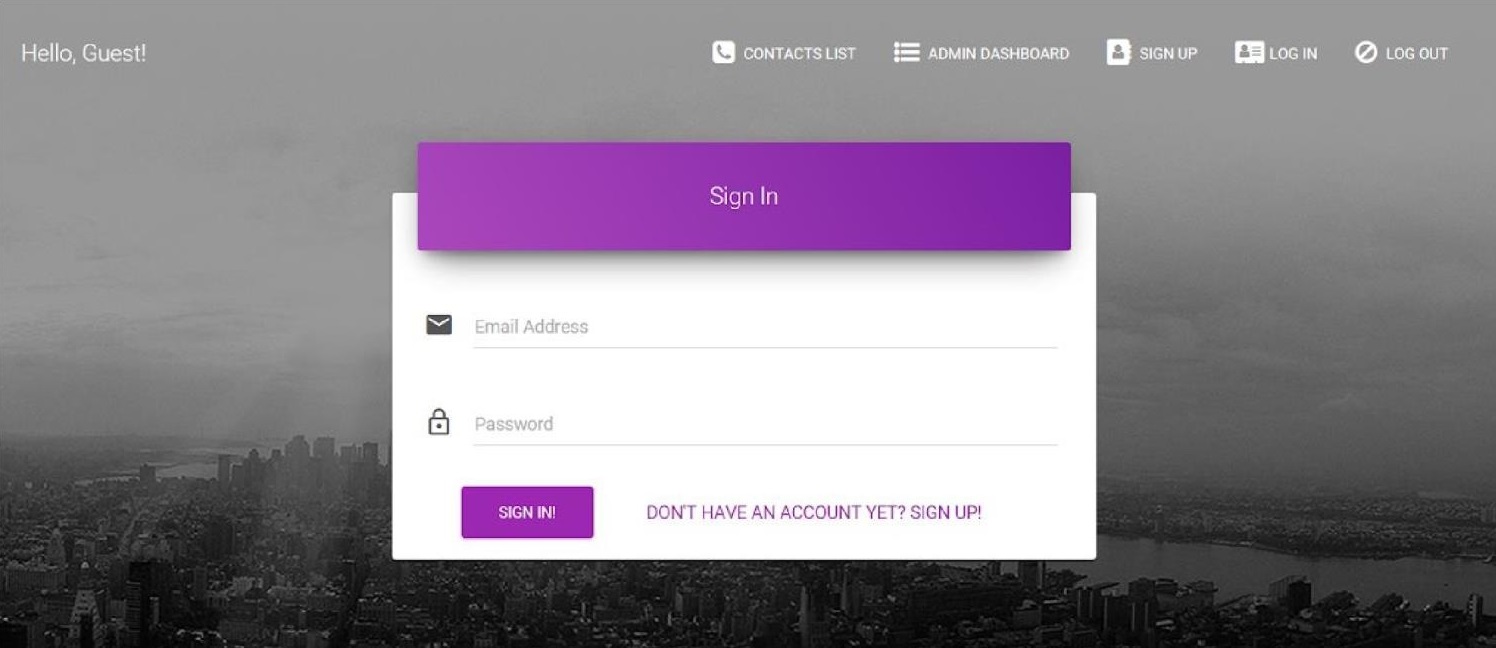 Hello, Guest!
CONTACTS LIST
ADMIN DASHBOARD
SIGN UP
LOG IN
LOG OUT
Sign In
Email Address
Password
SIGN IN!
DON'T HAVE AN ACCOUNT YET? SIGN UP!